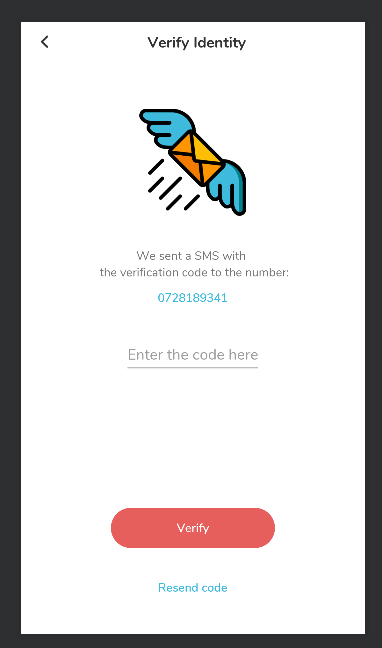 Verify Identity
We sent a SMS with
the verification code to the number:
0728189341
Enter the code here
Verify
Resend code